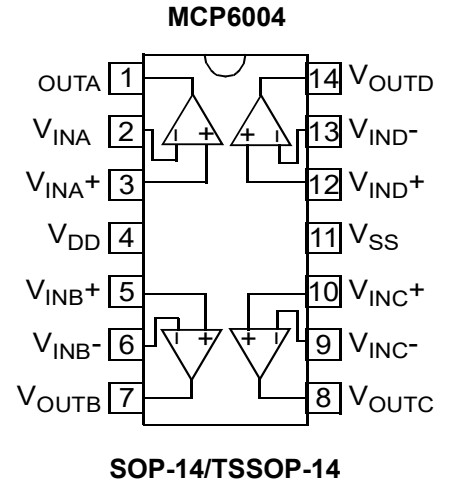 MCP6004
OUTA 1 14 VOUTD
VINA 2 13 VIND-
VINA+ 3 12 VIND+
VDD 4 11 VSS
VINB+ 5 10 VINC+
VINB- 6 9 VINC-
VOUTB 7 8 VOUTC
- + + -
- + + -
SOP-14/TSSOP-14